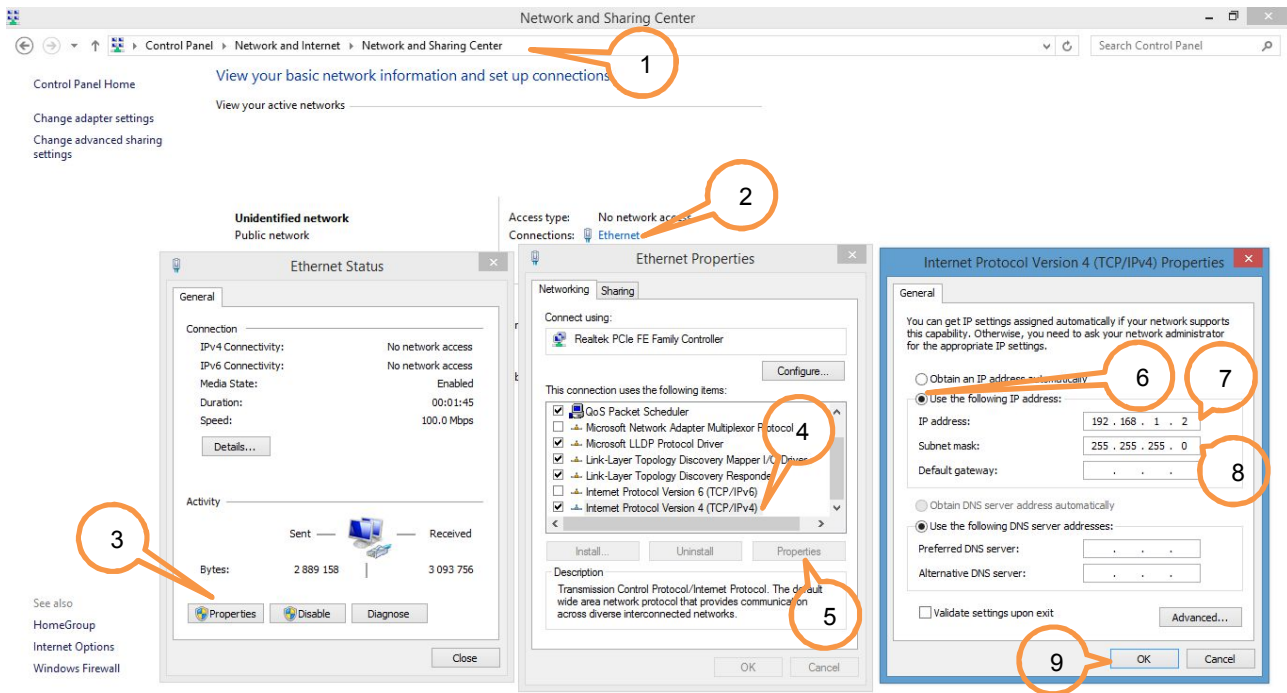 Network and Sharing Center
Control Panel Network and Internet Network and Sharing Center
Search Control Panel
1
Control Panel Home
Change adapter settings
Change advanced sharing
settings
View your basic network information and set up connections
View your active networks
2
Unidentified network
Public network
Access type: No network access
Connections: Ethernet
Ethernet Status
General
Connection
IPv4 Connectivity: No network access
IPv6 Connectivity: No network access
Media State: Enabled
Duration: 00:01:45
Speed: 100.0 Mbps
Details...
Activity
Sent Received
Bytes: 2 889 158 3 093 756
3
Properties Disable Diagnose
Close
See also
HomeGroup
Internet Options
Windows Firewall
Ethernet Properties
Networking Sharing
Connect using:
Realtek PCIe FE Family Controller
Configure...
This connection uses the following items:
QoS Packet Scheduler
Microsoft Network Adapter Multiplexor Protocol
Microsoft LLDP Protocol Driver
Link-Layer Topology Discovery Mapper I/O Driver
Link-Layer Topology Discovery Responder
Internet Protocol Version 6 (TCP/IPv6)
Internet Protocol Version 4 (TCP/IPv4)
4
Install... Uninstall Properties
Description
Transmission Control Protocol/Internet Protocol. The default
wide area network protocol that provides communication
across diverse interconnected networks.
5
OK Cancel
Internet Protocol Version 4 (TCP/IPv4) Properties
General
You can get IP settings assigned automatically if your network supports
this capability. Otherwise, you need to ask your network administrator
for the appropriate IP settings.
Obtain an IP address automatically
6
7
Use the following IP address:
IP address: 192 . 168 . 1 . 2
Subnet mask: 255 . 255 . 255 . 0
Default gateway: . . .
8
Obtain DNS server address automatically
Use the following DNS server addresses:
Preferred DNS server: . . .
Alternative DNS server: . . .
Validate settings upon exit
Advanced...
9
OK Cancel